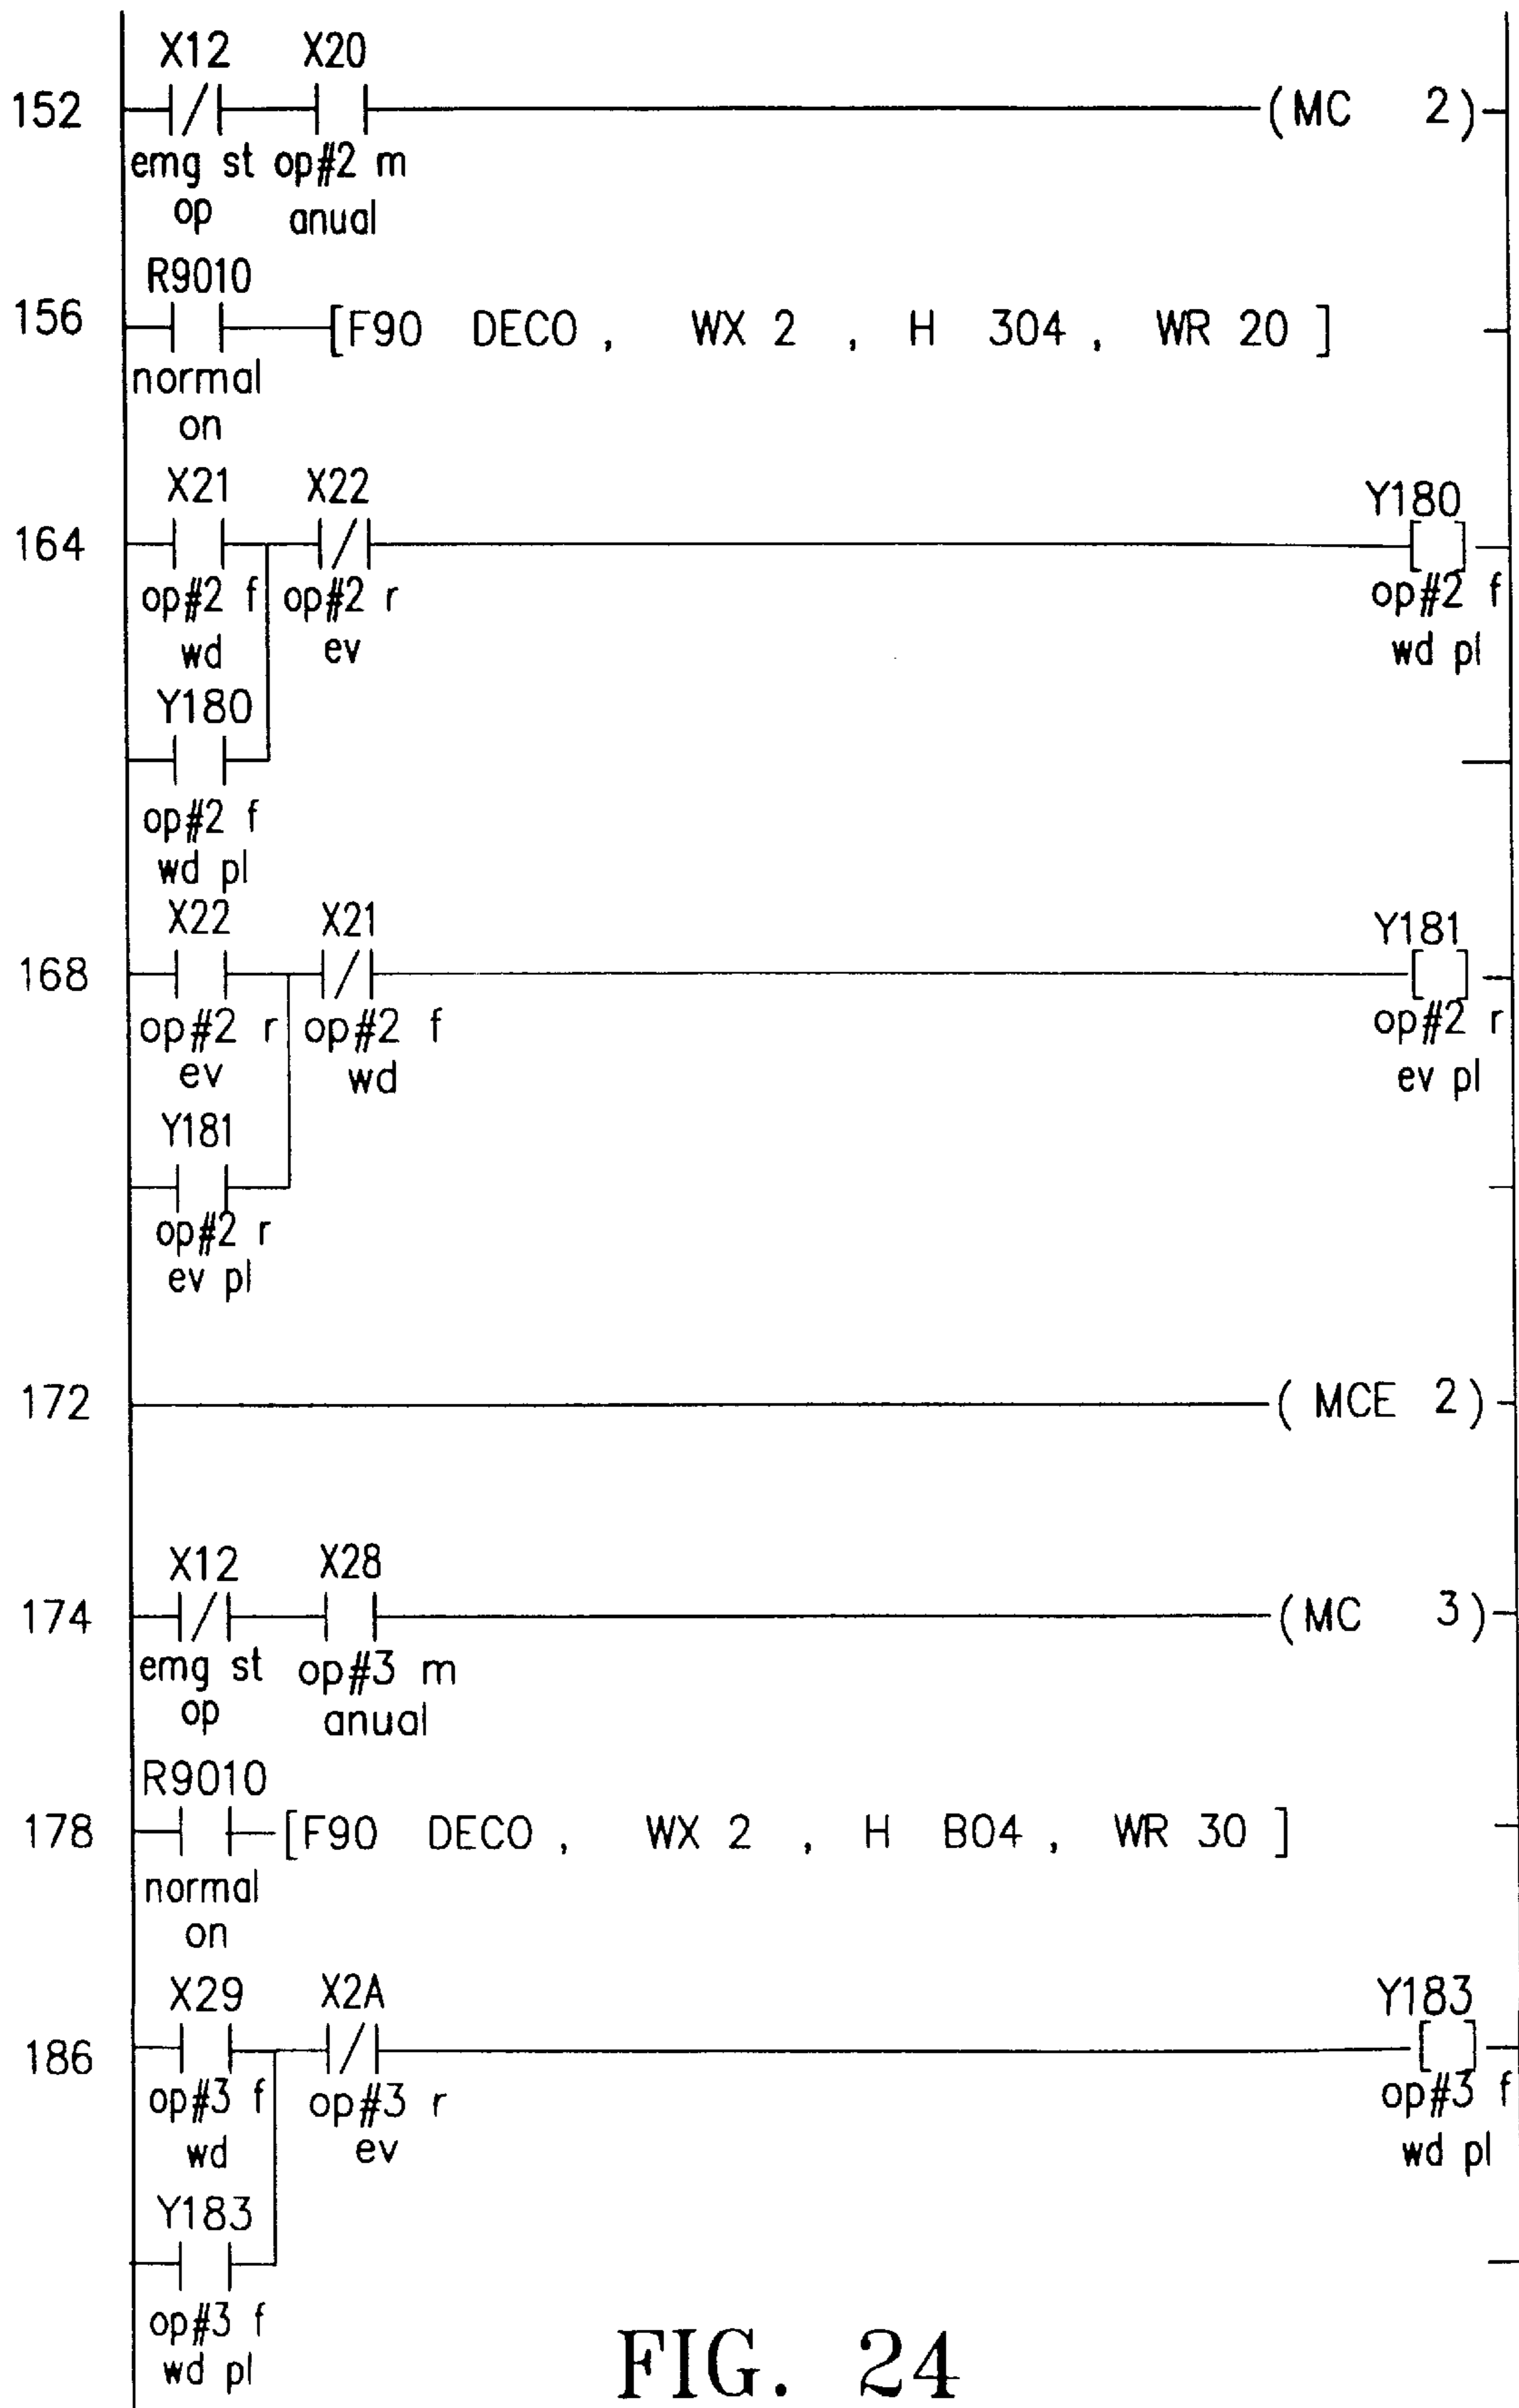 X12 X20
152 (MC 2)
emg st op#2 m
op anual
R9010
156 [F90 DECO , WX 2 , H 304 , WR 20 ]
normal
on
X21 X22 Y180
164 [ ]
op#2 f op#2 r op#2 f
wd ev wd pl
Y180
op#2 f
wd pl
X22 X21 Y181
168 [ ]
op#2 r op#2 f op#2 r
ev wd ev pl
Y181
op#2 r
ev pl
172 ( MCE 2)
X12 X28
174 (MC 3)
emg st op#3 m
op anual
R9010
178 [F90 DECO , WX 2 , H B04 , WR 30 ]
normal
on
X29 X2A Y183
186 [ ]
op#3 f op#3 r op#3 f
wd ev wd pl
Y183
op#3 f
wd pl
FIG. 24